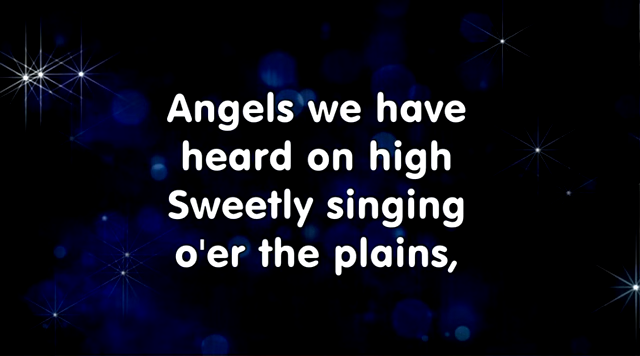 Angels we have
heard on high
Sweetly singing
o'er the plains,